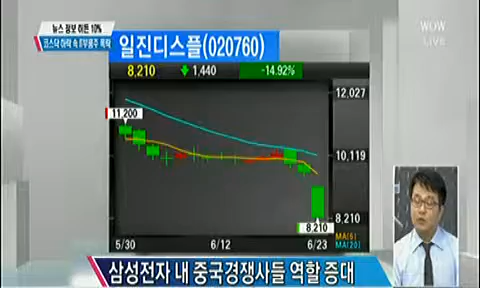 뉴스 정보 히든 10%
WOW
LIVE
코스닥 하락 속 IT부품주 폭락
일진디스플(020760)
8,210 1,440 -14.92%
12,027
11,200
10,119
8,210
8,210
5/30 6/12 6/23
MA(5)
MA(20)
삼성전자 내 중국경쟁사들 역할 증대